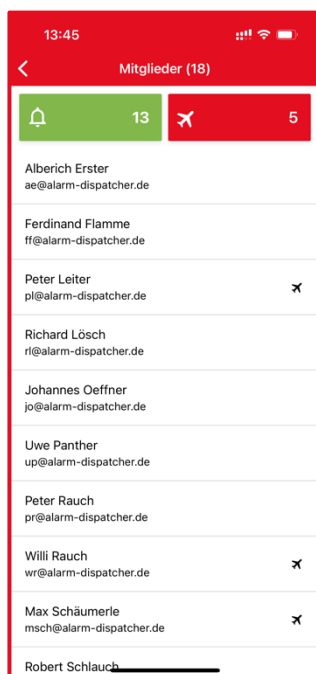 13:45
Mitglieder (18)
13
5
Alberich Erster
ae@alarm-dispatcher.de
Ferdinand Flamme
ff@alarm-dispatcher.de
Peter Leiter
pl@alarm-dispatcher.de
Richard Lösch
rl@alarm-dispatcher.de
Johannes Oeffner
jo@alarm-dispatcher.de
Uwe Panther
up@alarm-dispatcher.de
Peter Rauch
pr@alarm-dispatcher.de
Willi Rauch
wr@alarm-dispatcher.de
Max Schäumerle
msch@alarm-dispatcher.de
Robert Schlauch